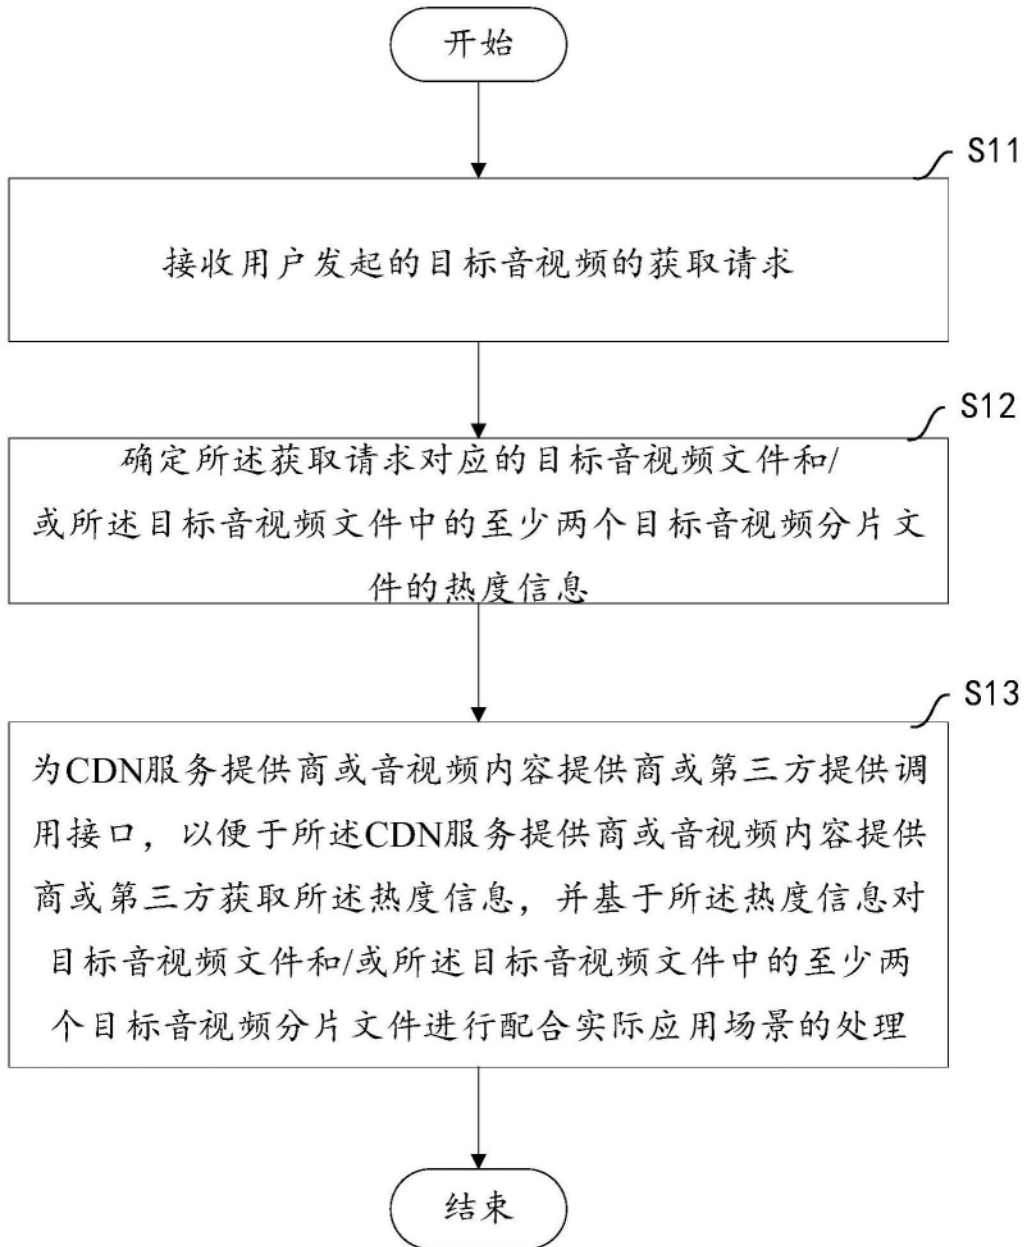 开始
S11
接收用户发起的目标音视频的获取请求
S12
确定所述获取请求对应的目标音视频文件和/
或所述目标音视频文件中的至少两个目标音视频分片文
件的热度信息
S13
为CDN服务提供商或音视频内容提供商或第三方提供调
用接口，以便于所述CDN服务提供商或音视频内容提供
商或第三方获取所述热度信息，并基于所述热度信息对
目标音视频文件和/或所述目标音视频文件中的至少两
个目标音视频分片文件进行配合实际应用场景的处理
结束